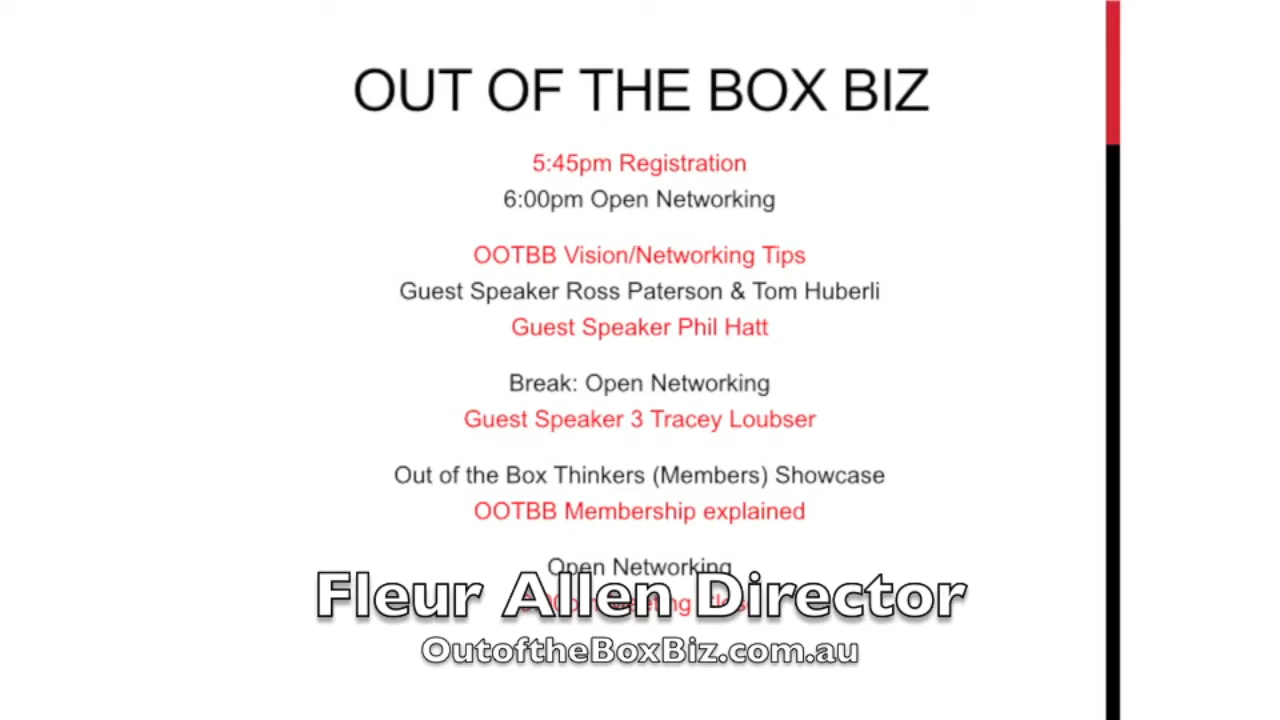 OUT OF THE BOX BIZ
5:45pm Registration
6:00pm Open Networking
OOTBB Vision/Networking Tips
Guest Speaker Ross Paterson & Tom Huberli
Guest Speaker Phil Hatt
Break: Open Networking
Guest Speaker 3 Tracey Loubser
Out of the Box Thinkers (Members) Showcase
OOTBB Membership explained
Open Networking
Fleur Allen Director
OutoftheBoxBiz.com.au